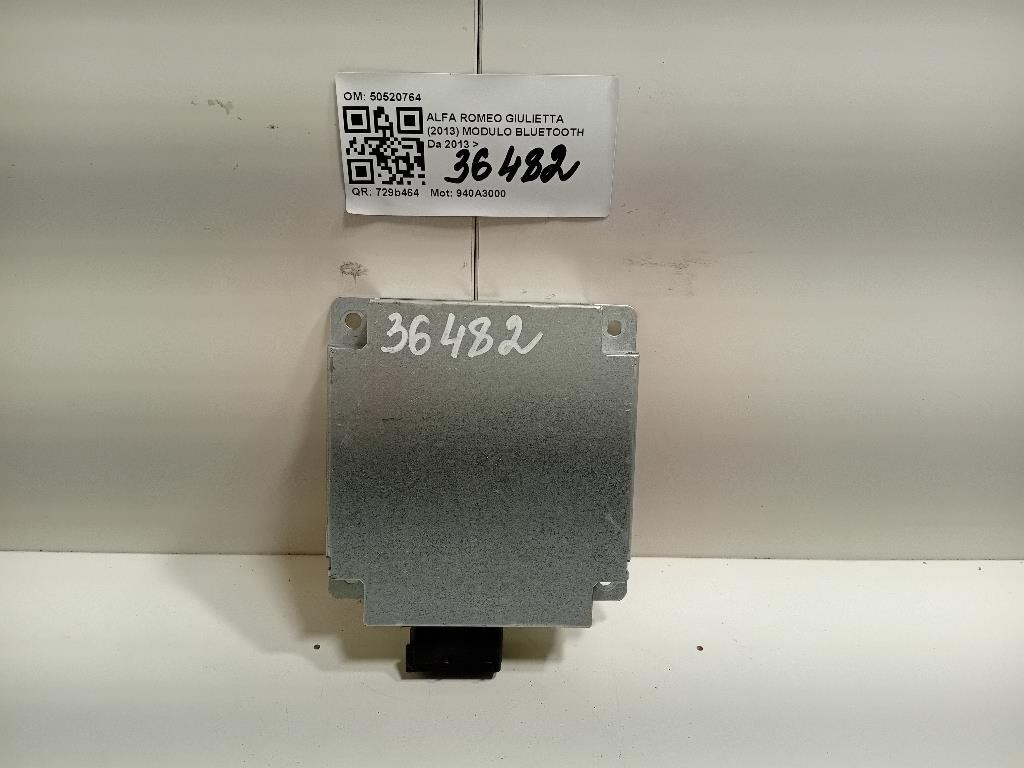 OM: 50520764
ALFA ROMEO GIULIETTA
(2013) MODULO BLUETOOTH
Da 2013 >
36482
QR: 729b464 Mot: 940A3000
36482